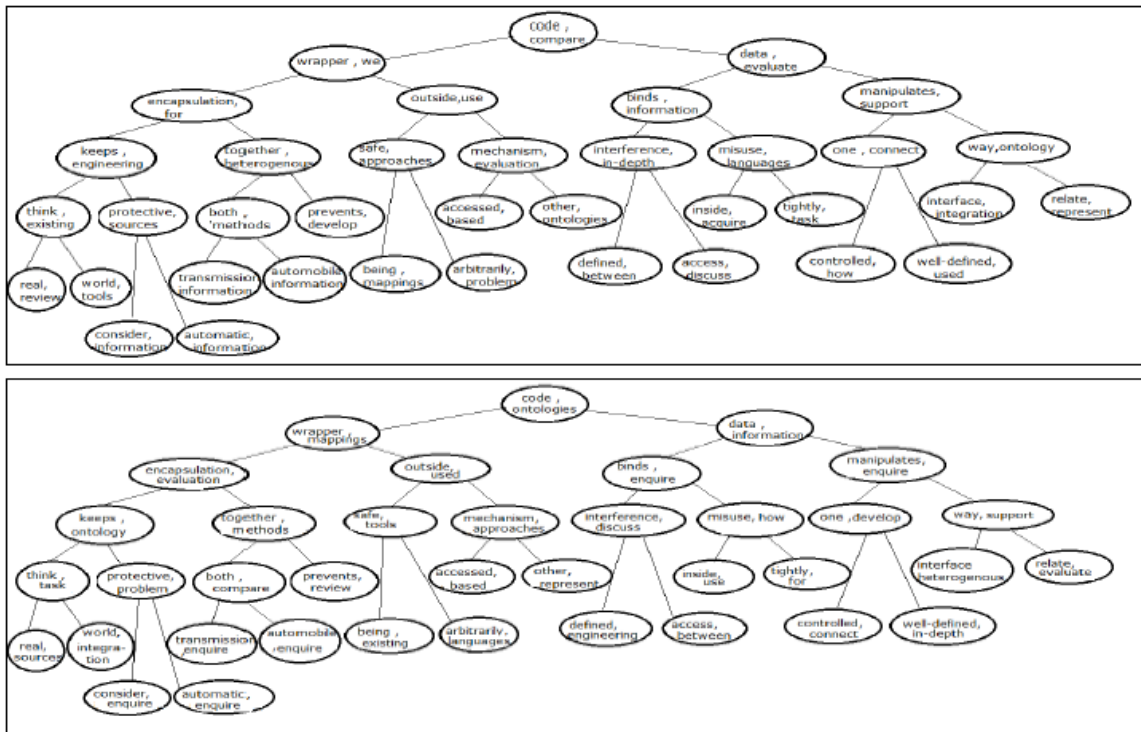 code ,
compare
wrapper , we
data ,
evaluate
encapsulation,
for
outside,use
binds ,
information
manipulates,
support
keeps ,
engineering
together ,
heterogenous
safe,
approaches
mechanism,
evaluation,
interference,
in-depth
misuse,
languages
one , connect
way,ontology
think ,
existing
protective,
sources
both ,
'methods
prevents,
develop
accessed,
based
other,
ontologies
inside,
acquire
tightly,
task
interface,
integration
relate,
represent
real,
review
world,
tools
transmission
information
automobile
information
being ,
mappings
arbitrarily,
problem
defined,
between
access,
discuss
controlled,
how
well-defined,
used
consider,
information
automatic,
information
code ,
ontologies
wrapper ,
mappings
data ,
information
encapsulation,
evaluation
outside,
used
binds ,
enquire
manipulates,
enquire
keeps ,
ontology
together ,
methods
safe,
tools
mechanism,
approaches
interference,
discuss
misuse, how
one ,develop
way, support
think ,
task
protective,
problem
both ,
compare
prevents,
review
accessed,
based
other,
represent
inside,
use
tightly,
for
interface
heterogenous
relate,
evaluate
real,
sources
world,
integra-
tion
transmission,
enquire
automobile
,enquire
being ,
existing
arbitrarily,
languages
defined,
engineering
access,
between
controlled,
connect
well-defined,
in-depth
consider,
enquire
automatic,
enquire